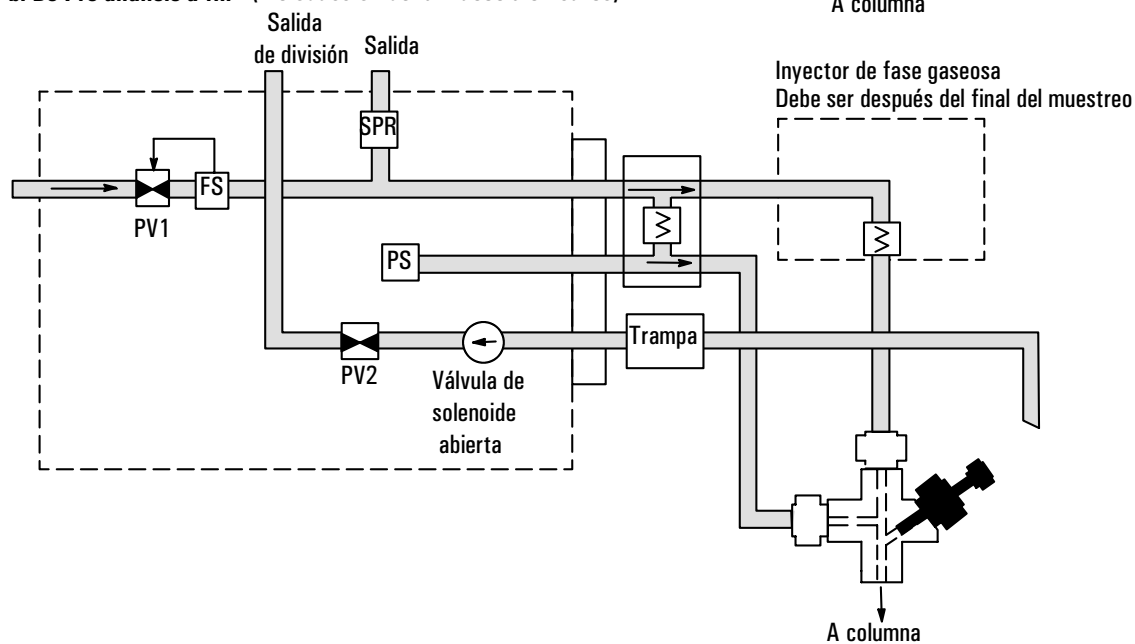 A columna
Salida
de división
Salida
Inyector de fase gaseosa
Debe ser después del final del muestreo
SPR
FS
PV1
PS
Trampa
PV2
Válvula de
solenoide
abierta
A columna